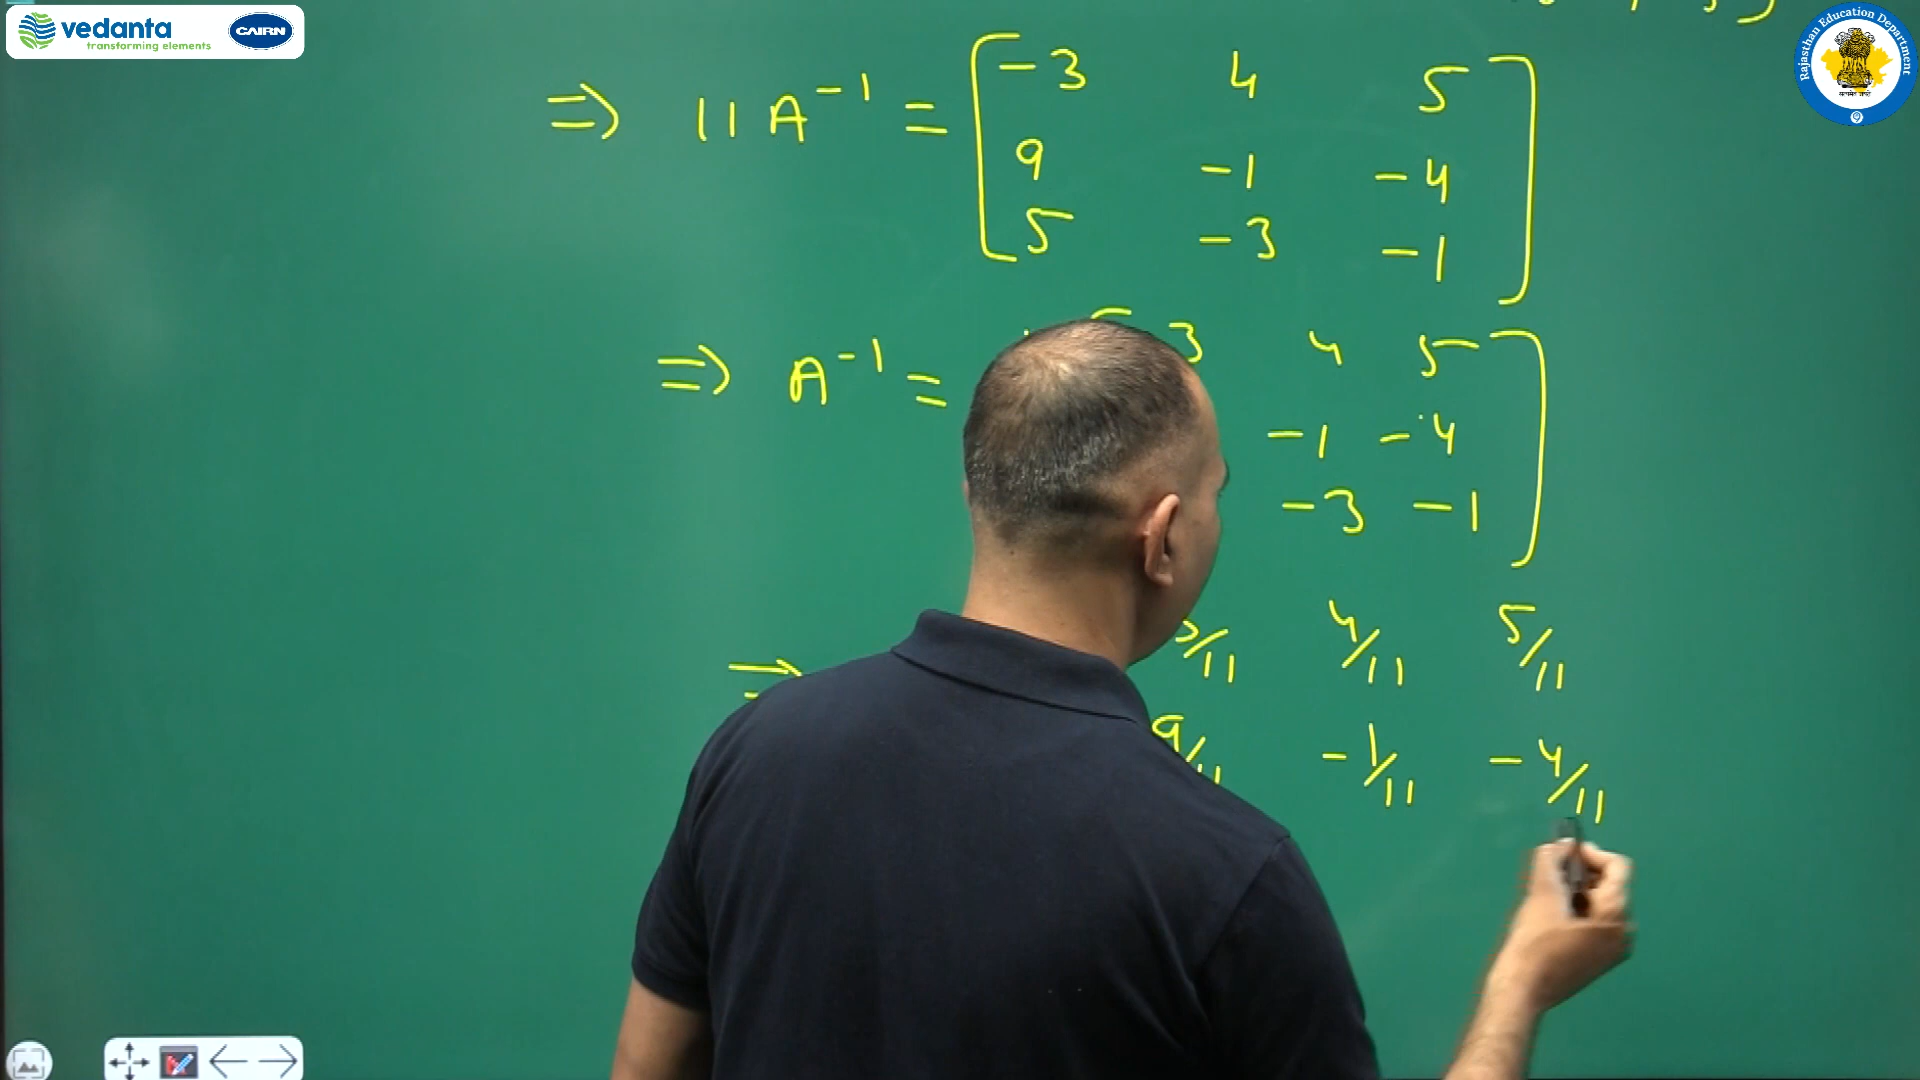 vedanta
transforming elements
CAIRN
Rajasthan Education Department
=> 11 A⁻¹ = [ -3 4 5
9 -1 -4
5 -3 -1 ]
=> A⁻¹ = 3 4 5
-1 -4
-3 -1 ]
=> /11 4/11 5/11
9/11 -1/11 -4/11